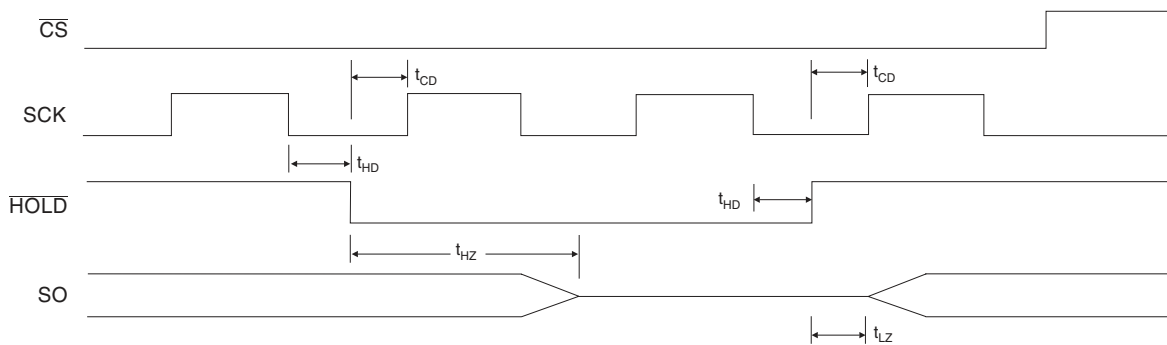 CS
t_CD t_CD
SCK
t_HD
HOLD
t_HD
t_HZ
SO
t_LZ